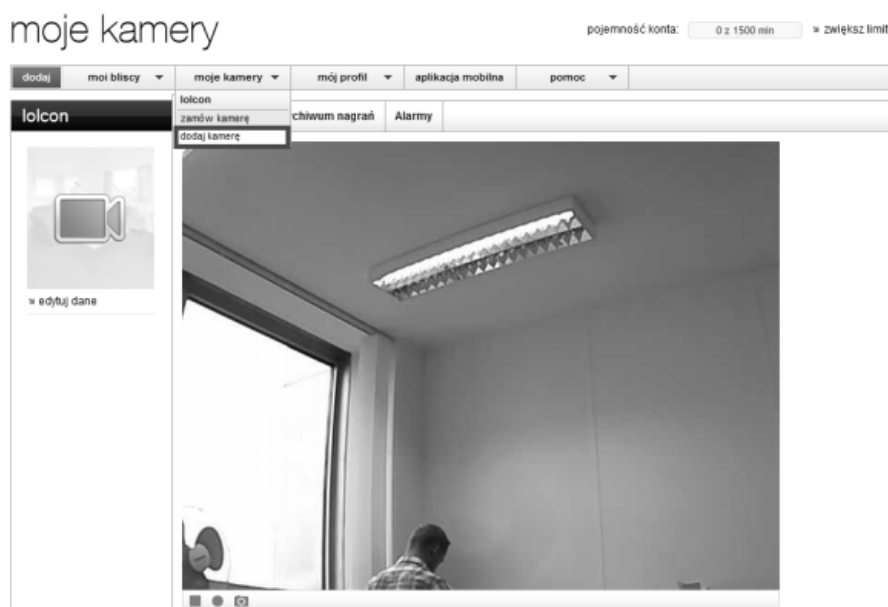 moje kamery
pojemność konta: 0 z 1500 min zwiększ limit
dodaj moi bliscy moje kamery mój profil aplikacja mobilna pomoc
lolcon
zamów kamerę
dodaj kamerę
lolcon chiwum nagrań Alarmy
edytuj dane